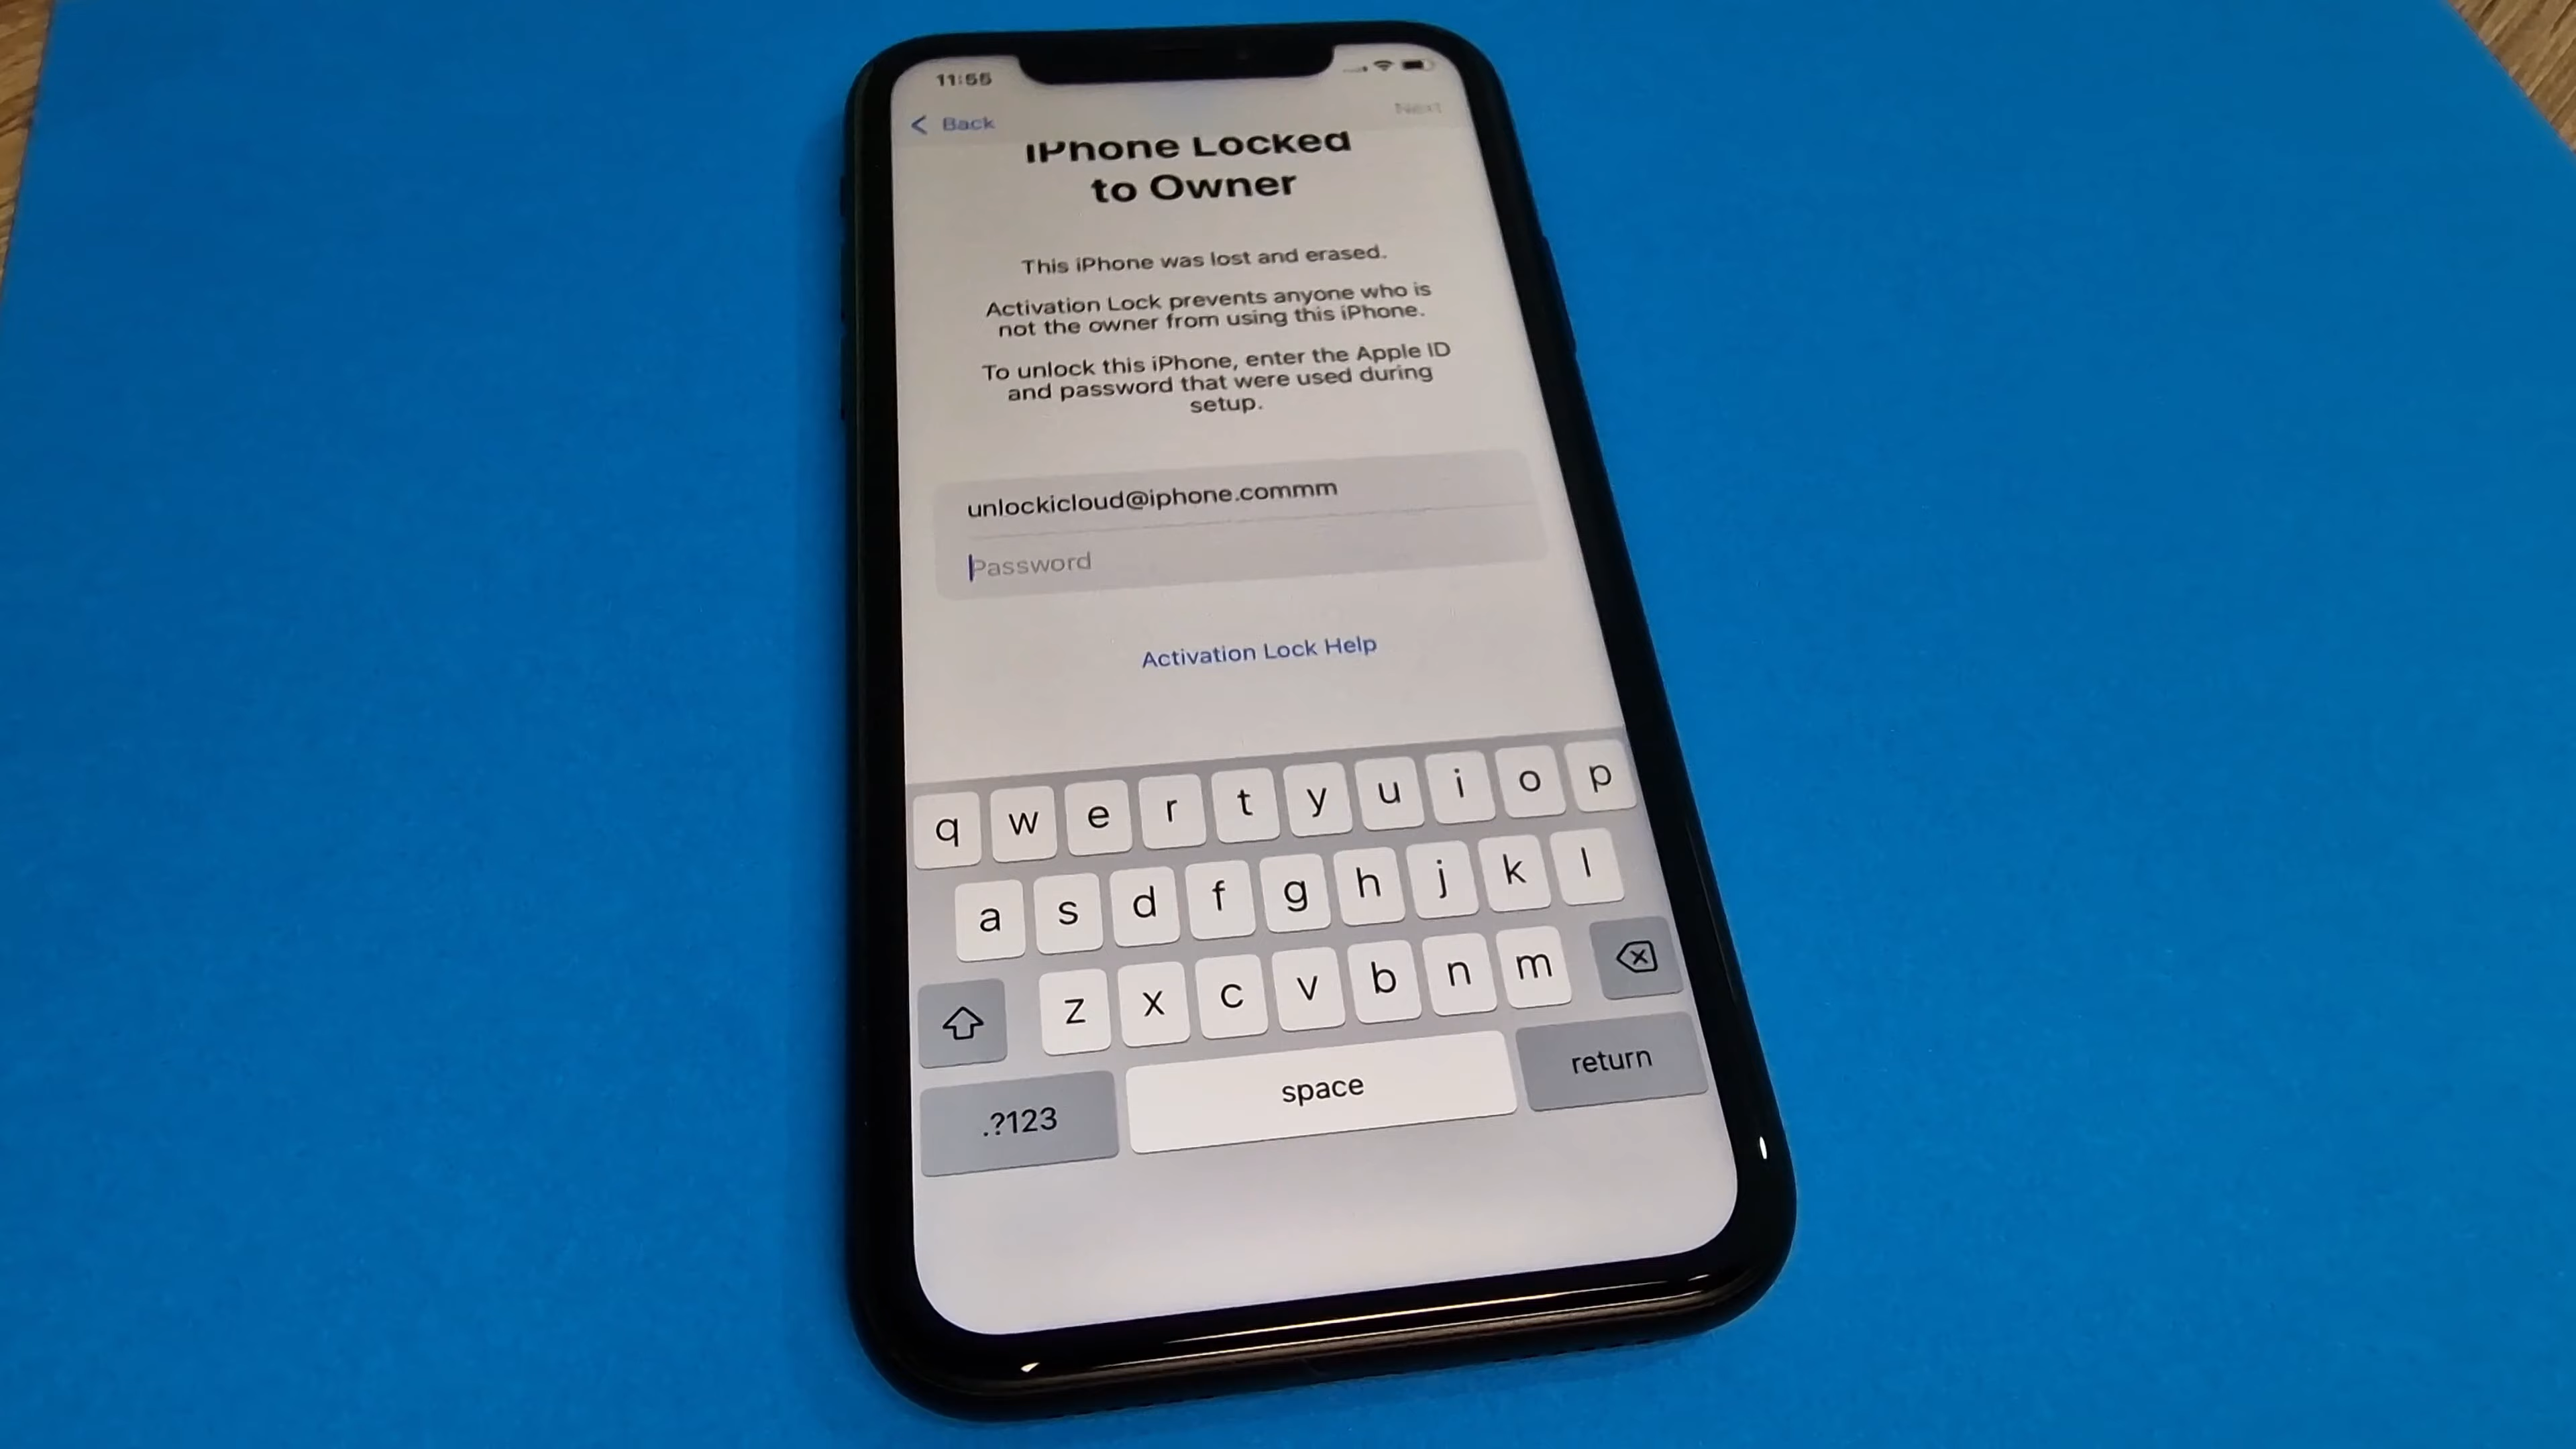 11:55
Back
Next
iPhone Locked
to Owner
This iPhone was lost and erased.
Activation Lock prevents anyone who is
not the owner from using this iPhone.
To unlock this iPhone, enter the Apple ID
and password that were used during
setup.
unlockicloud@iphone.commm
Password
Activation Lock Help
q w e r t y u i o p
a s d f g h j k l
z x c v b n m
.?123 space return